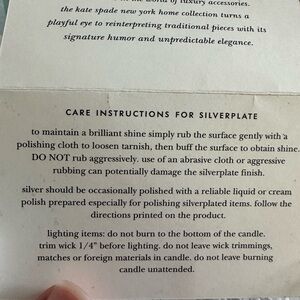 world of luxury accessories.
the kate spade new york home collection turns a
playful eye to reinterpreting traditional pieces with its
signature humor and unpredictable elegance.
CARE INSTRUCTIONS FOR SILVERPLATE
to maintain a brilliant shine simply rub the surface gently with a
polishing cloth to loosen tarnish, then buff the surface to obtain shine.
DO NOT rub aggressively. use of an abrasive cloth or aggressive
rubbing can potentially damage the silverplate finish.
silver should be occasionally polished with a reliable liquid or cream
polish prepared especially for polishing silverplated items. follow the
directions printed on the product.
lighting items: do not burn to the bottom of the candle.
trim wick 1/4" before lighting. do not leave wick trimmings,
matches or foreign materials in candle. do not leave burning
candle unattended.